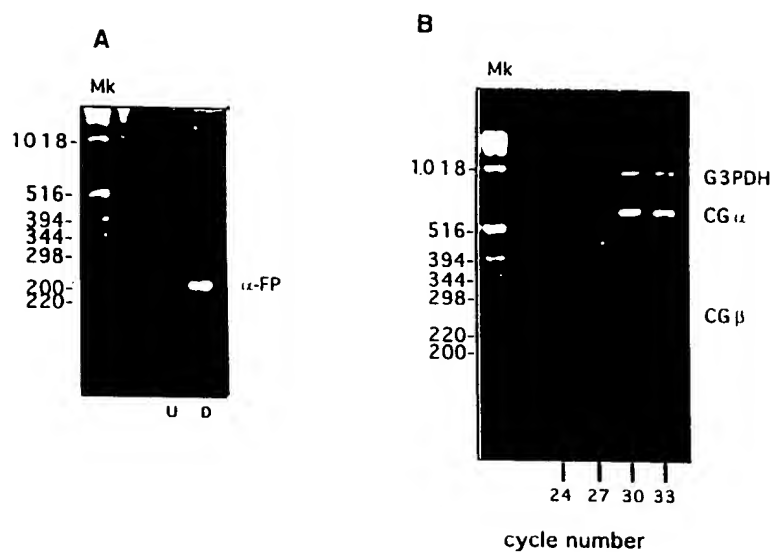 A
Mk
1018-
516-
394-
344-
298-
200-
220-
α-FP
U D
B
Mk
1018-
516-
394-
344-
298-
220-
200-
G3PDH
CGα
CGβ
24 27 30 33
cycle number